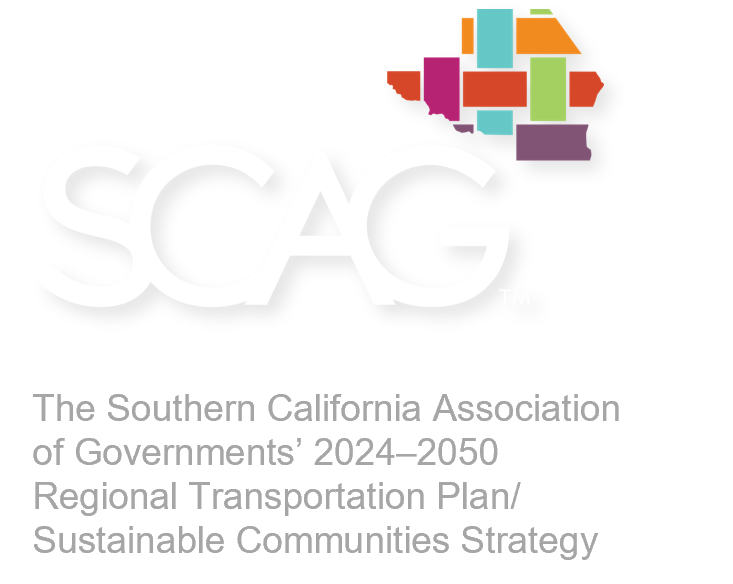 SCAG
TM
The Southern California Association
of Governments’ 2024–2050
Regional Transportation Plan/
Sustainable Communities Strategy